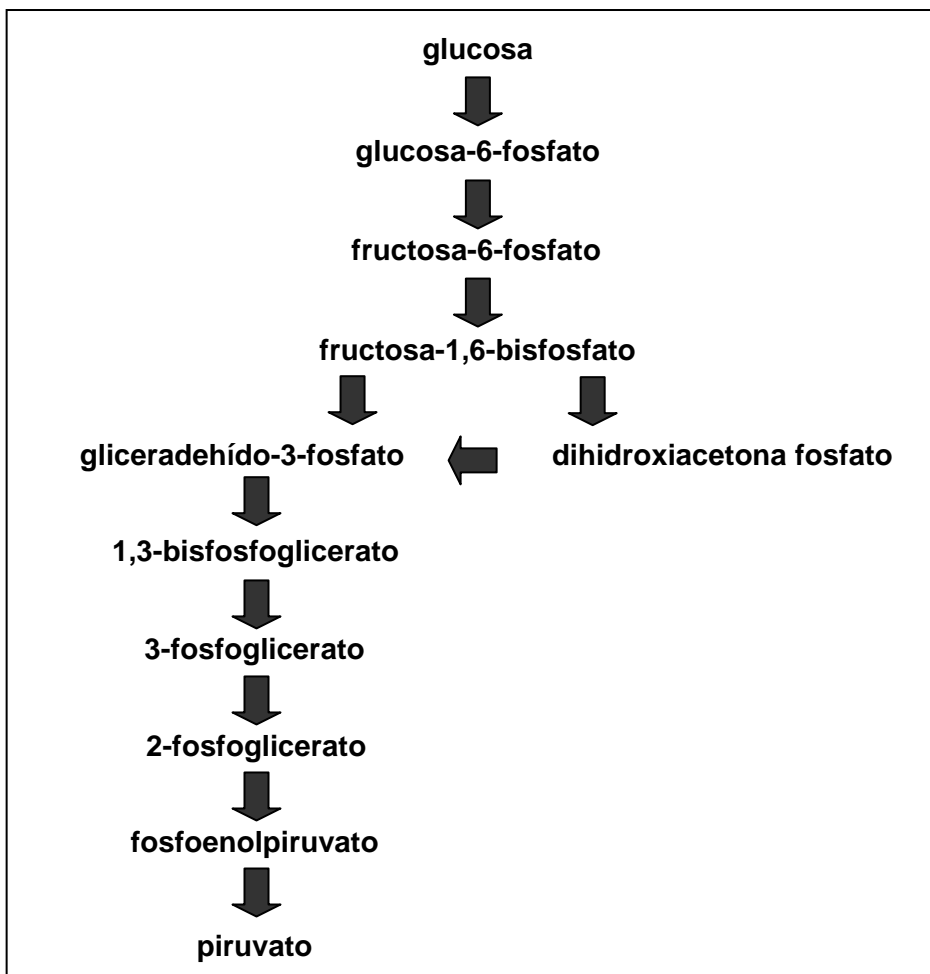 glucosa
glucosa-6-fosfato
fructosa-6-fosfato
fructosa-1,6-bisfosfato
gliceradehído-3-fosfato dihidroxiacetona fosfato
1,3-bisfosfoglicerato
3-fosfoglicerato
2-fosfoglicerato
fosfoenolpiruvato
piruvato